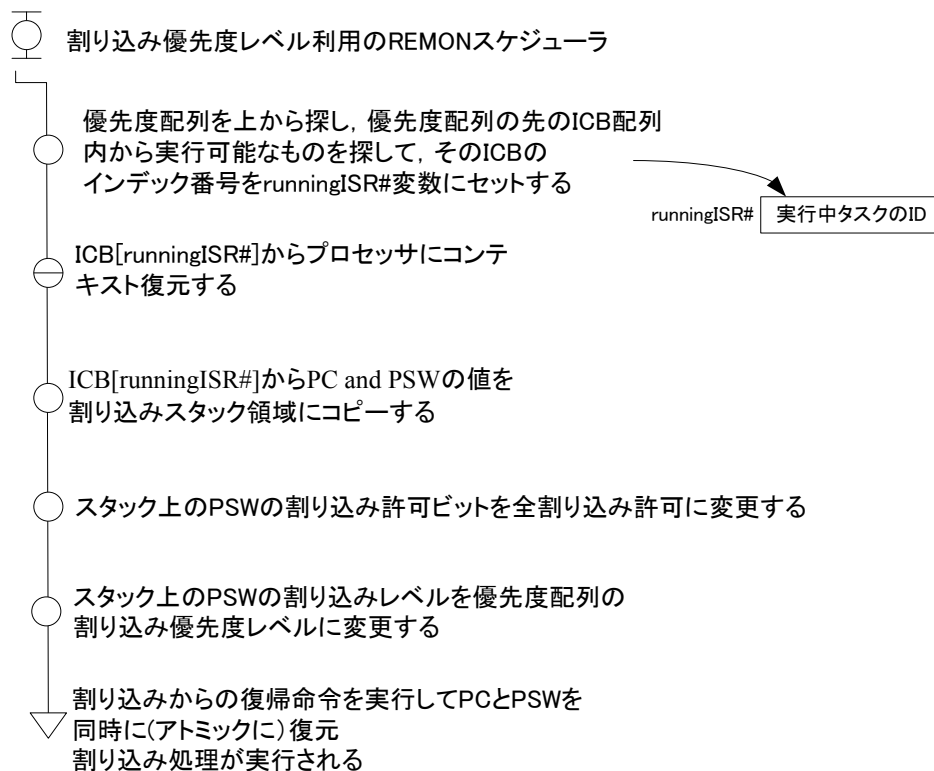 割り込み優先度レベル利用のREMONスケジューラ
優先度配列を上から探し，優先度配列の先のICB配列
内から実行可能なものを探して，そのICBの
インデック番号をrunningISR#変数にセットする
runningISR#
実行中タスクのID
ICB[runningISR#]からプロセッサにコンテ
キスト復元する
ICB[runningISR#]からPC and PSWの値を
割り込みスタック領域にコピーする
スタック上のPSWの割り込み許可ビットを全割り込み許可に変更する
スタック上のPSWの割り込みレベルを優先度配列の
割り込み優先度レベルに変更する
割り込みからの復帰命令を実行してPCとPSWを
同時に(アトミックに)復元
割り込み処理が実行される